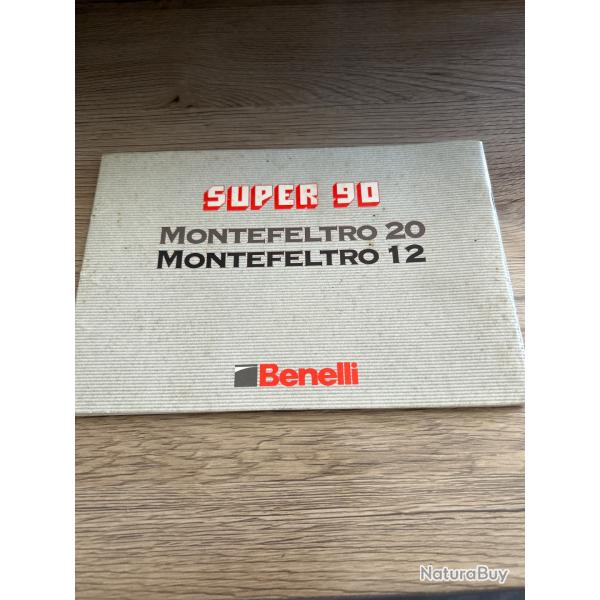 SUPER 90
MONTEFELTRO 20
MONTEFELTRO 12
Benelli
NaturaBuy